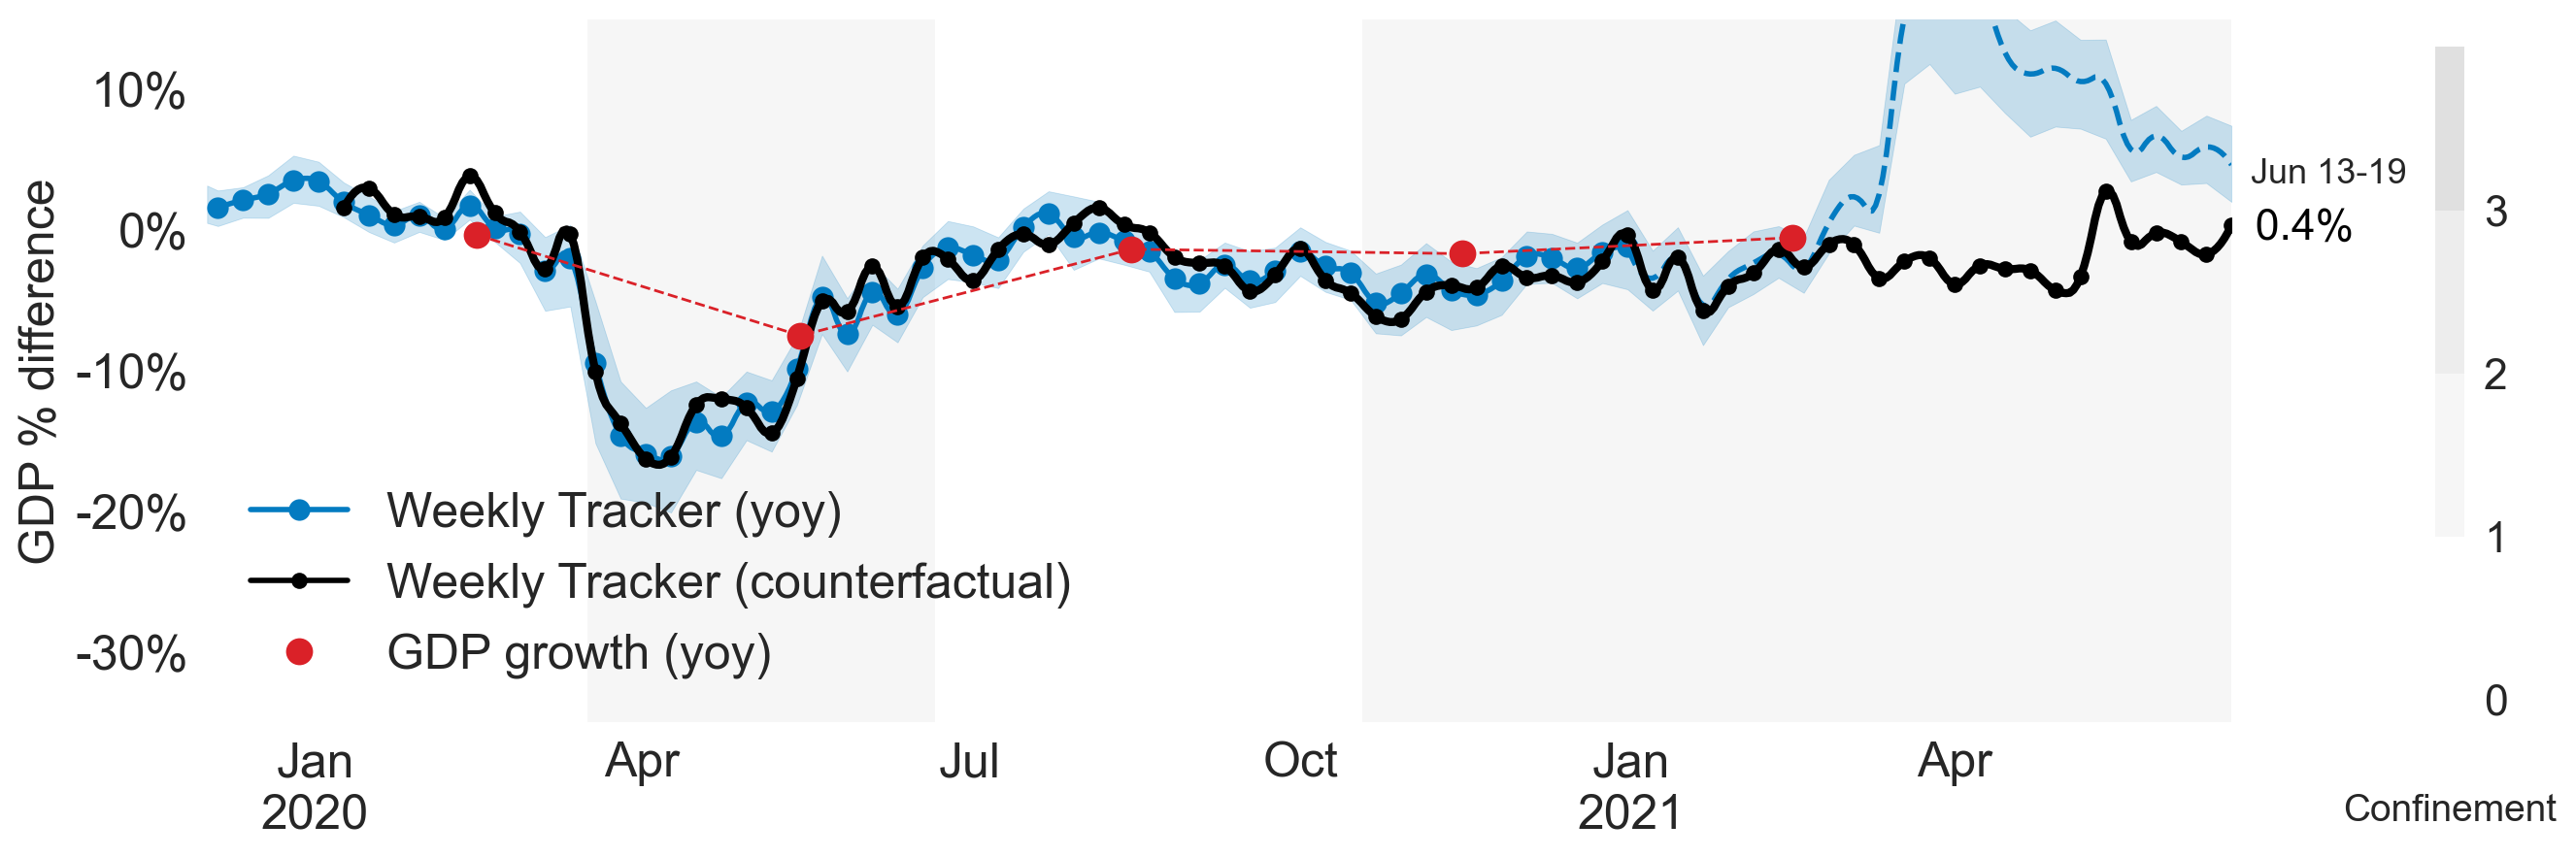 GDP % difference
10%
0%
-10%
-20%
-30%
Weekly Tracker (yoy)
Weekly Tracker (counterfactual)
GDP growth (yoy)
Jan
2020
Apr
Jul
Oct
Jan
2021
Apr
Jun 13-19
0.4%
3
2
1
0
Confinement